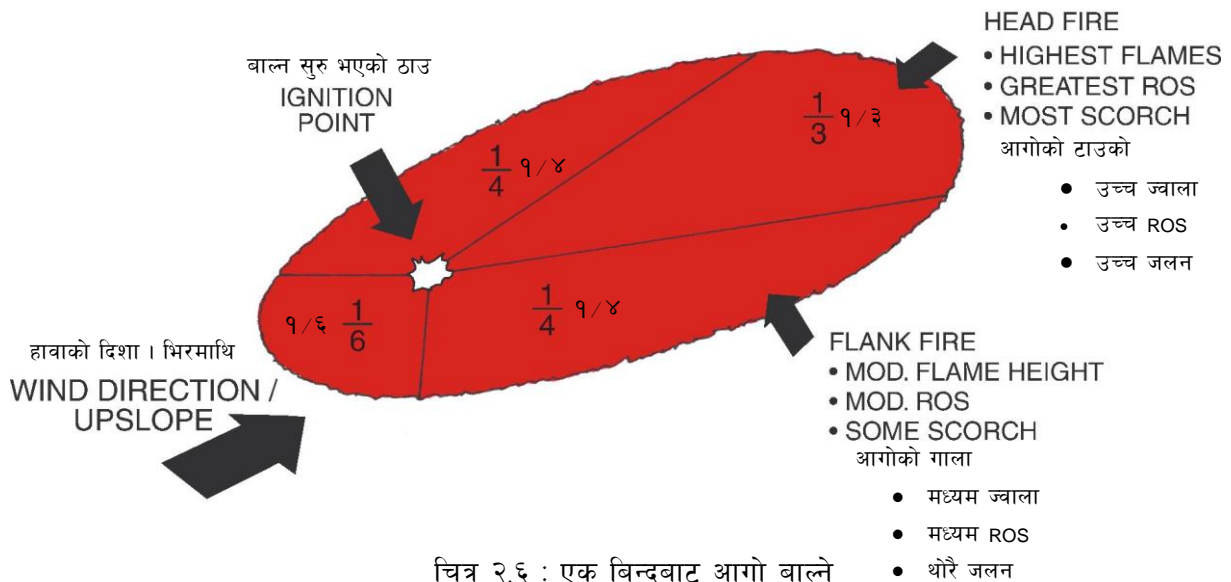 बाल्न सुरु भएको ठाउ
IGNITION
POINT
HEAD FIRE
• HIGHEST FLAMES
• GREATEST ROS
• MOST SCORCH
आगोको टाउको
• उच्च ज्वाला
• उच्च ROS
• उच्च जलन
1/3 १/३
1/4 १/४
१/६ 1/6
1/4 १/४
हावाको दिशा । भिरमाथि
WIND DIRECTION /
UPSLOPE
FLANK FIRE
• MOD. FLAME HEIGHT
• MOD. ROS
• SOME SCORCH
आगोको गाला
• मध्यम ज्वाला
• मध्यम ROS
• थोरै जलन
चित्र २.६ : एक बिन्दबाट आगो बाल्ने